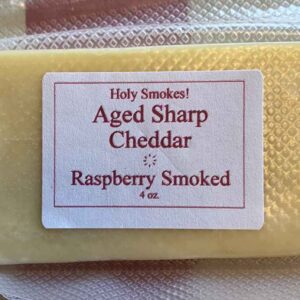 Holy Smokes!
Aged Sharp
Cheddar
Raspberry Smoked
4 oz.